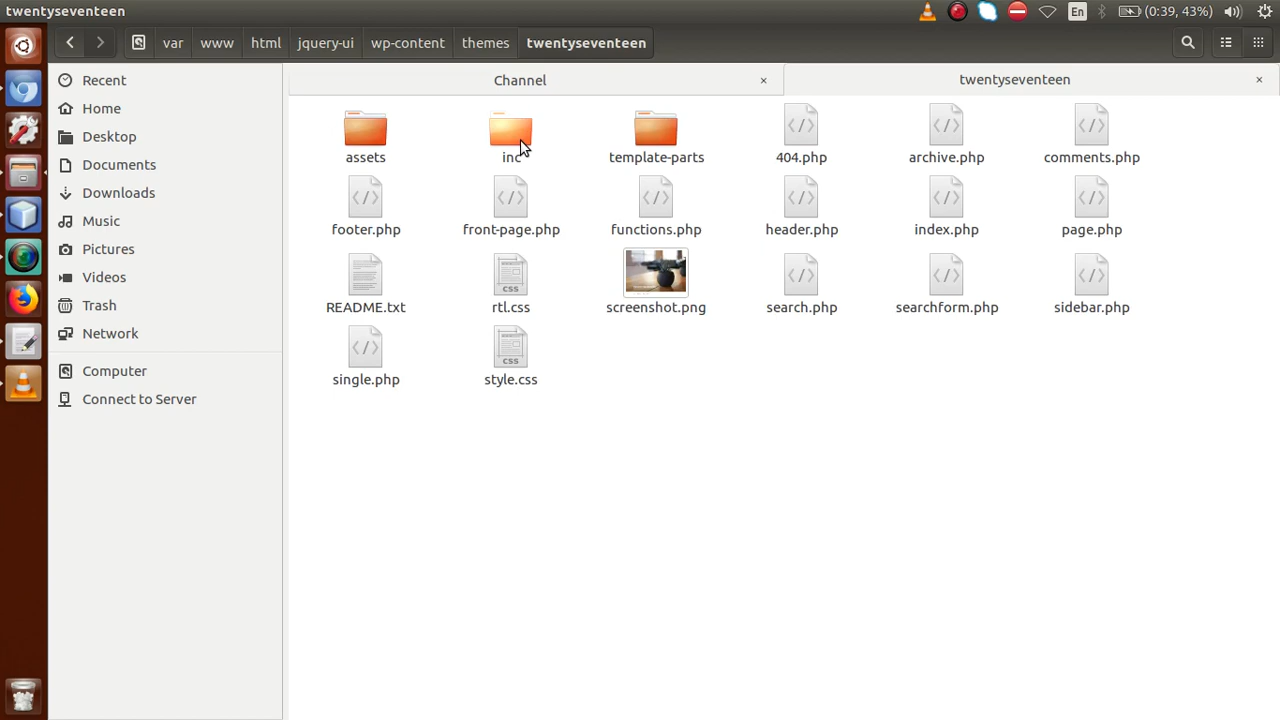 twentyseventeen
En
(0:39, 43%)
var
www
html
jquery-ui
wp-content
themes
twentyseventeen
Recent
Home
Desktop
Documents
Downloads
Music
Pictures
Videos
Trash
Network
Computer
Connect to Server
Channel
twentyseventeen
assets
inc
template-parts
404.php
archive.php
comments.php
footer.php
front-page.php
functions.php
header.php
index.php
page.php
README.txt
css
rtl.css
screenshot.png
search.php
searchform.php
sidebar.php
single.php
css
style.css